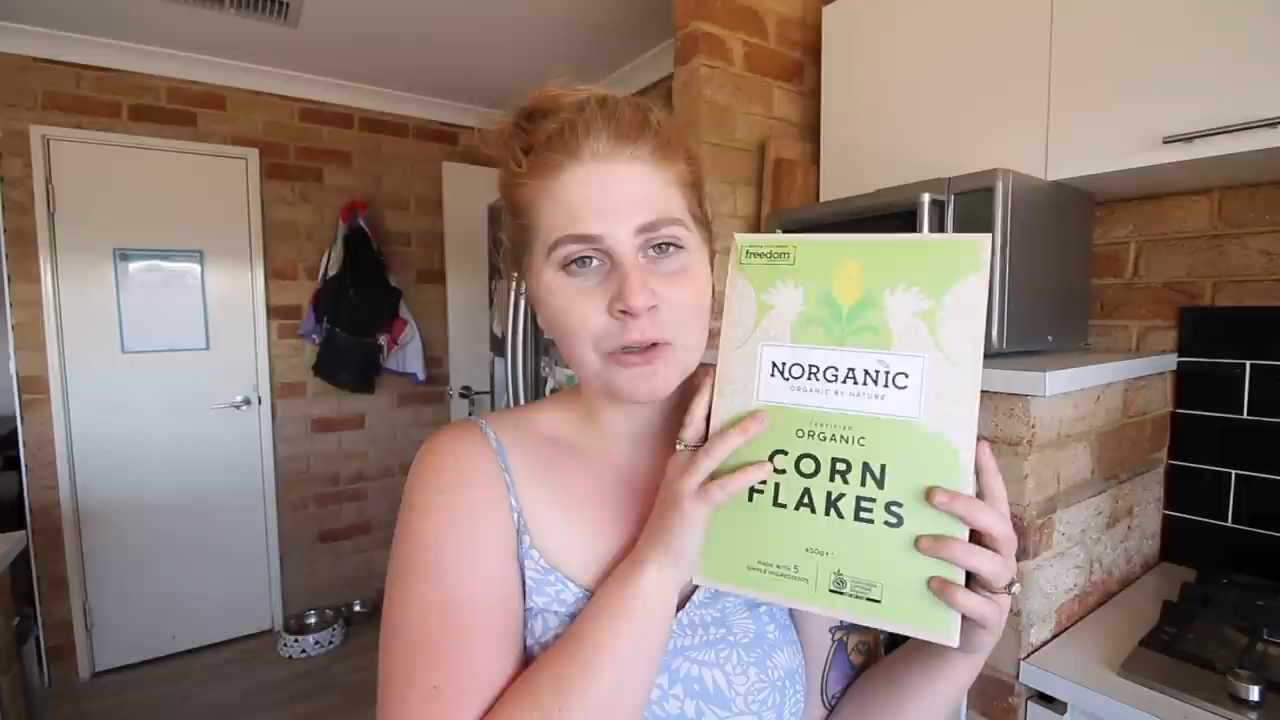 freedom
NORGANIC
ORGANIC BY NATURE
CERTIFIED
ORGANIC
CORN
FLAKES
450g e
MADE WITH 5
SIMPLE INGREDIENTS